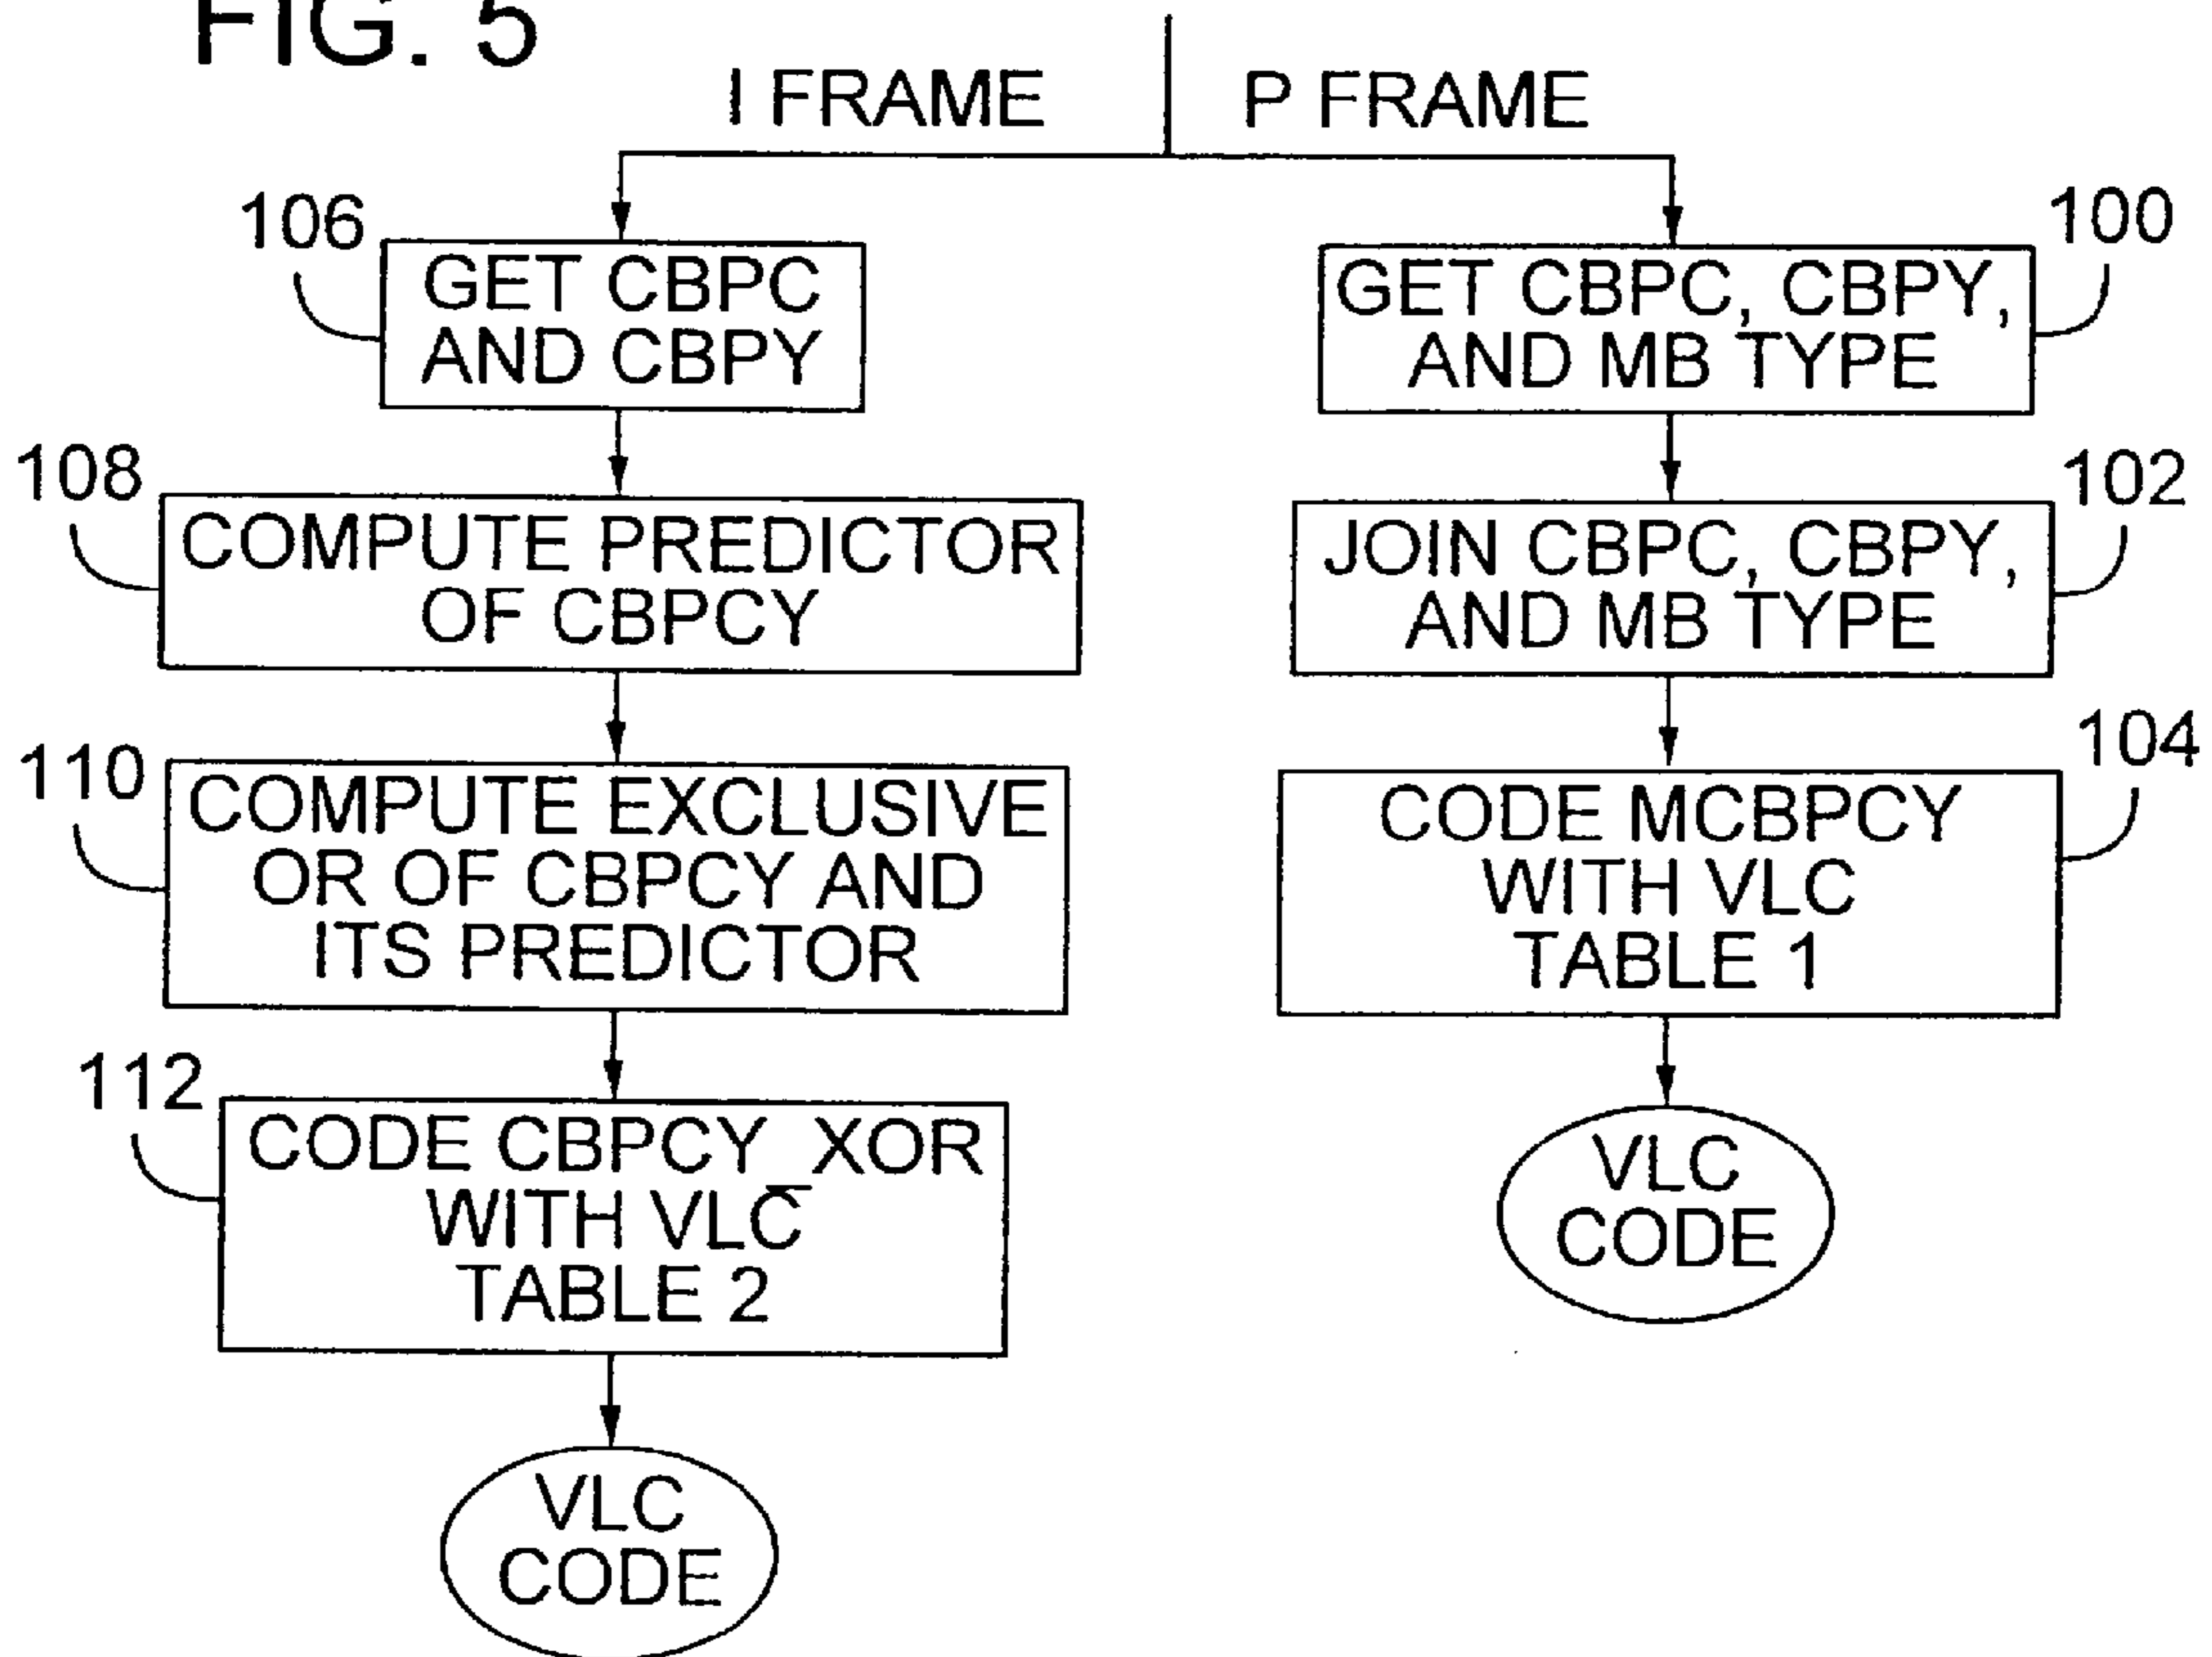 FIG. 5
I FRAME
P FRAME
106
GET CBPC
AND CBPY
108
COMPUTE PREDICTOR
OF CBPCY
110
COMPUTE EXCLUSIVE
OR OF CBPCY AND
ITS PREDICTOR
112
CODE CBPCY_XOR
WITH VLC
TABLE 2
VLC
CODE
100
GET CBPC, CBPY,
AND MB TYPE
102
JOIN CBPC, CBPY,
AND MB TYPE
104
CODE MCBPCY
WITH VLC
TABLE 1
VLC
CODE